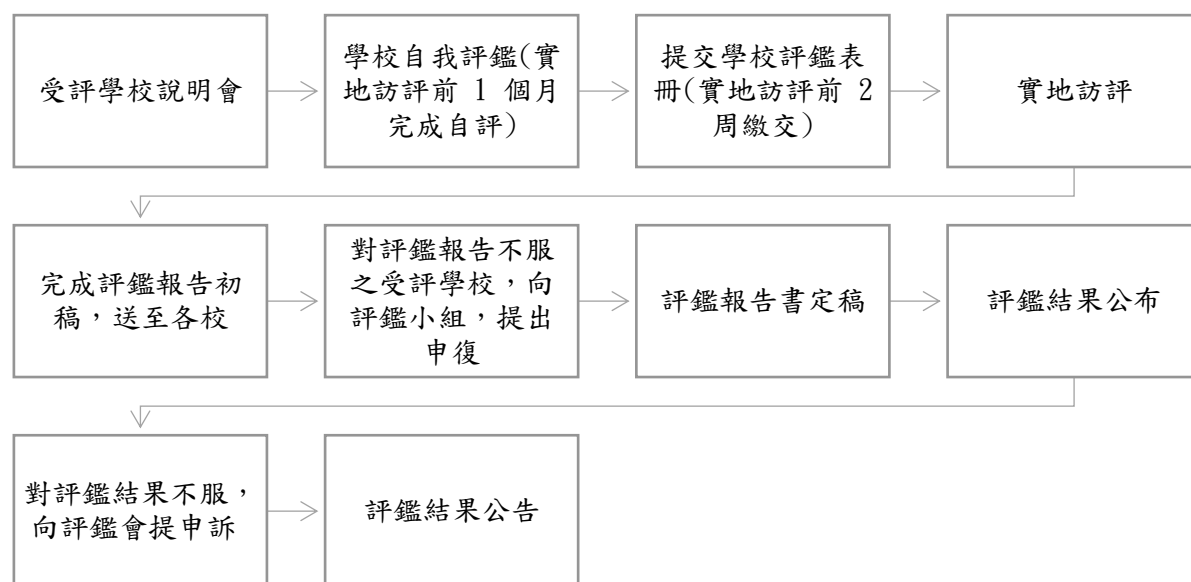 受評學校說明會
學校自我評鑑(實
地訪評前 1 個月
完成自評)
提交學校評鑑表
冊(實地訪評前 2
周繳交)
實地訪評
完成評鑑報告初
稿，送至各校
對評鑑報告不服
之受評學校，向
評鑑小組，提出
申復
評鑑報告書定稿
評鑑結果公布
對評鑑結果不服，
向評鑑會提申訴
評鑑結果公告